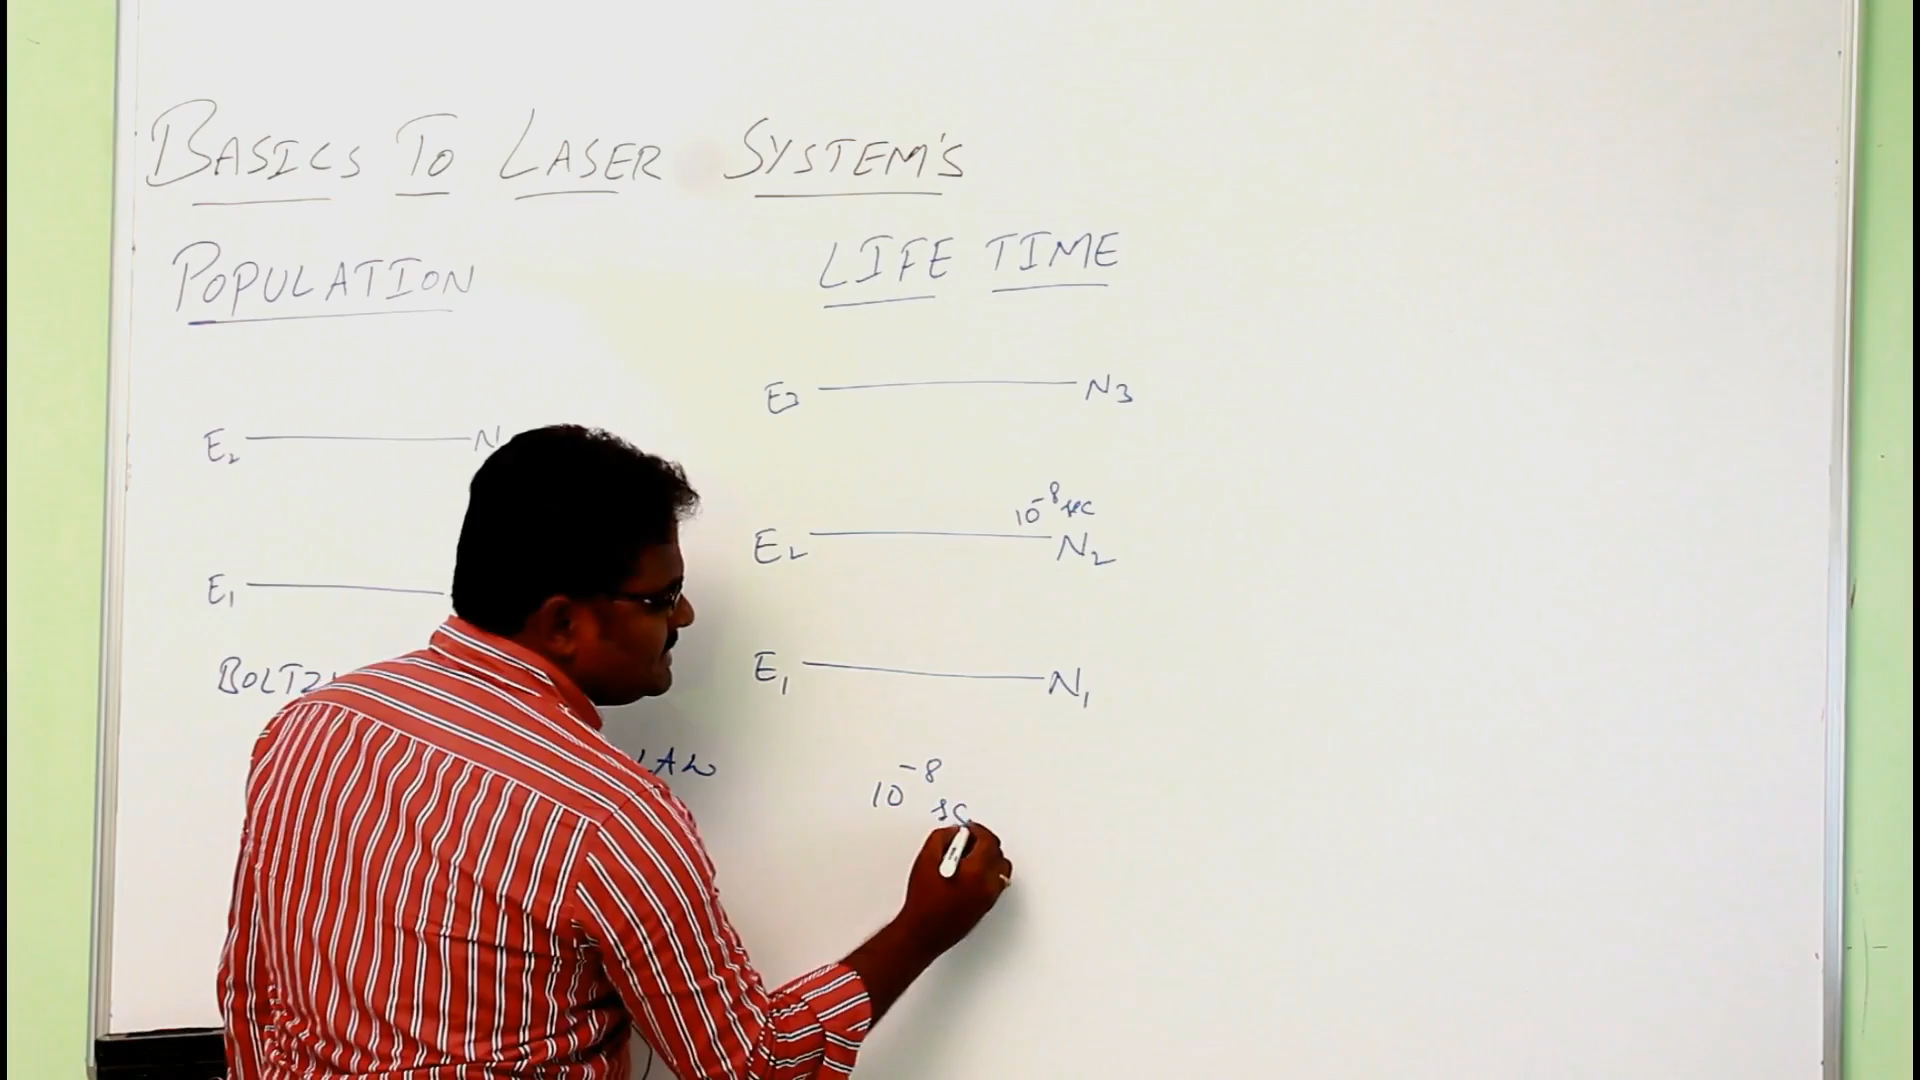 BASICS TO LASER SYSTEM'S
POPULATION
E2 N
E1
LAW
LIFE TIME
E3 N3
10^-8 sec
E2 N2
E1 N1
10^-8